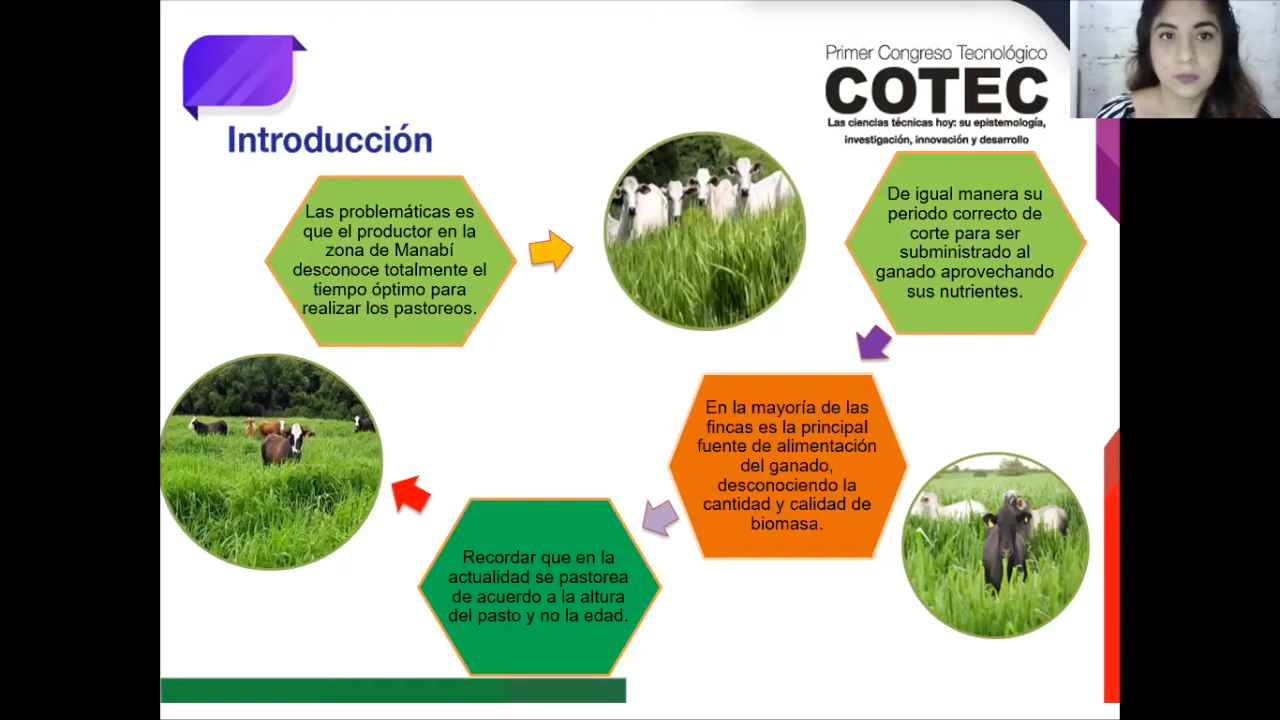 Primer Congreso Tecnológico
COTEC
Las ciencias técnicas hoy: su epistemología,
investigación, innovación y desarrollo
Introducción
Las problemáticas es
que el productor en la
zona de Manabí
desconoce totalmente el
tiempo óptimo para
realizar los pastoreos.
De igual manera su
periodo correcto de
corte para ser
subministrado al
ganado aprovechando
sus nutrientes.
En la mayoría de las
fincas es la principal
fuente de alimentación
del ganado,
desconociendo la
cantidad y calidad de
biomasa.
Recordar que en la
actualidad se pastorea
de acuerdo a la altura
del pasto y no la edad.